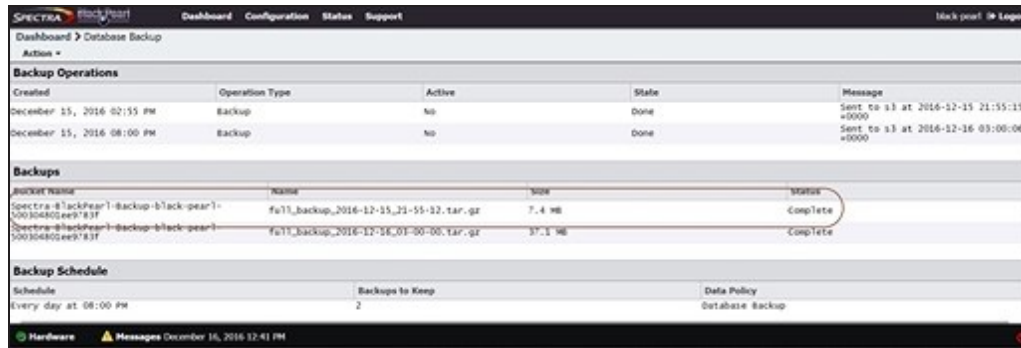 SPECTRA BlackPearl Dashboard Configuration Status Support black pearl Logo
Dashboard > Database Backup
Action
Backup Operations
Created Operation Type Active State Message
December 15, 2016 02:55 PM Backup No Done Sent to s3 at 2016-12-15 21:55:15 +0000
December 15, 2016 08:00 PM Backup No Done Sent to s3 at 2016-12-16 03:00:06 +0000
Backups
Bucket Name Name Size Status
Spectra-BlackPearl-Backup-black-pearl-500304801ee9783f full_backup_2016-12-15_21-55-12.tar.gz 7.4 MB Complete
Spectra-BlackPearl-Backup-black-pearl-500304801ee9783f full_backup_2016-12-16_03-00-00.tar.gz 37.1 MB Complete
Backup Schedule
Schedule Backups to Keep Data Policy
Every day at 08:00 PM 2 Database Backup
Hardware Messages December 16, 2016 12:41 PM